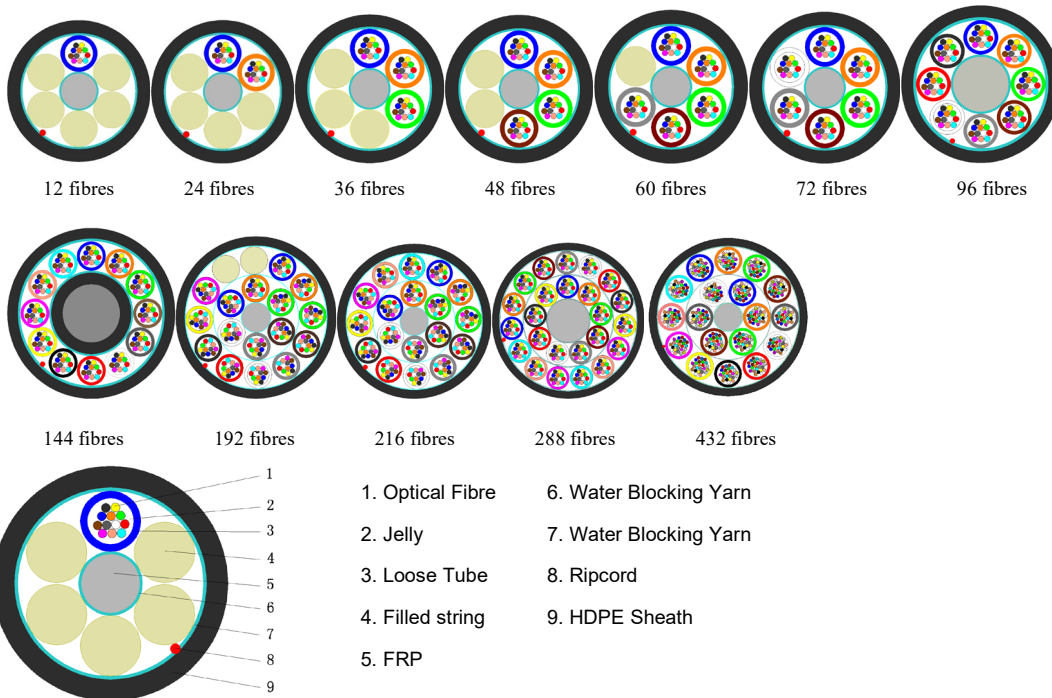 12 fibres
24 fibres
36 fibres
48 fibres
60 fibres
72 fibres
96 fibres
144 fibres
192 fibres
216 fibres
288 fibres
432 fibres
1
2
3
4
5
6
7
8
9
1. Optical Fibre
2. Jelly
3. Loose Tube
4. Filled string
5. FRP
6. Water Blocking Yarn
7. Water Blocking Yarn
8. Ripcord
9. HDPE Sheath